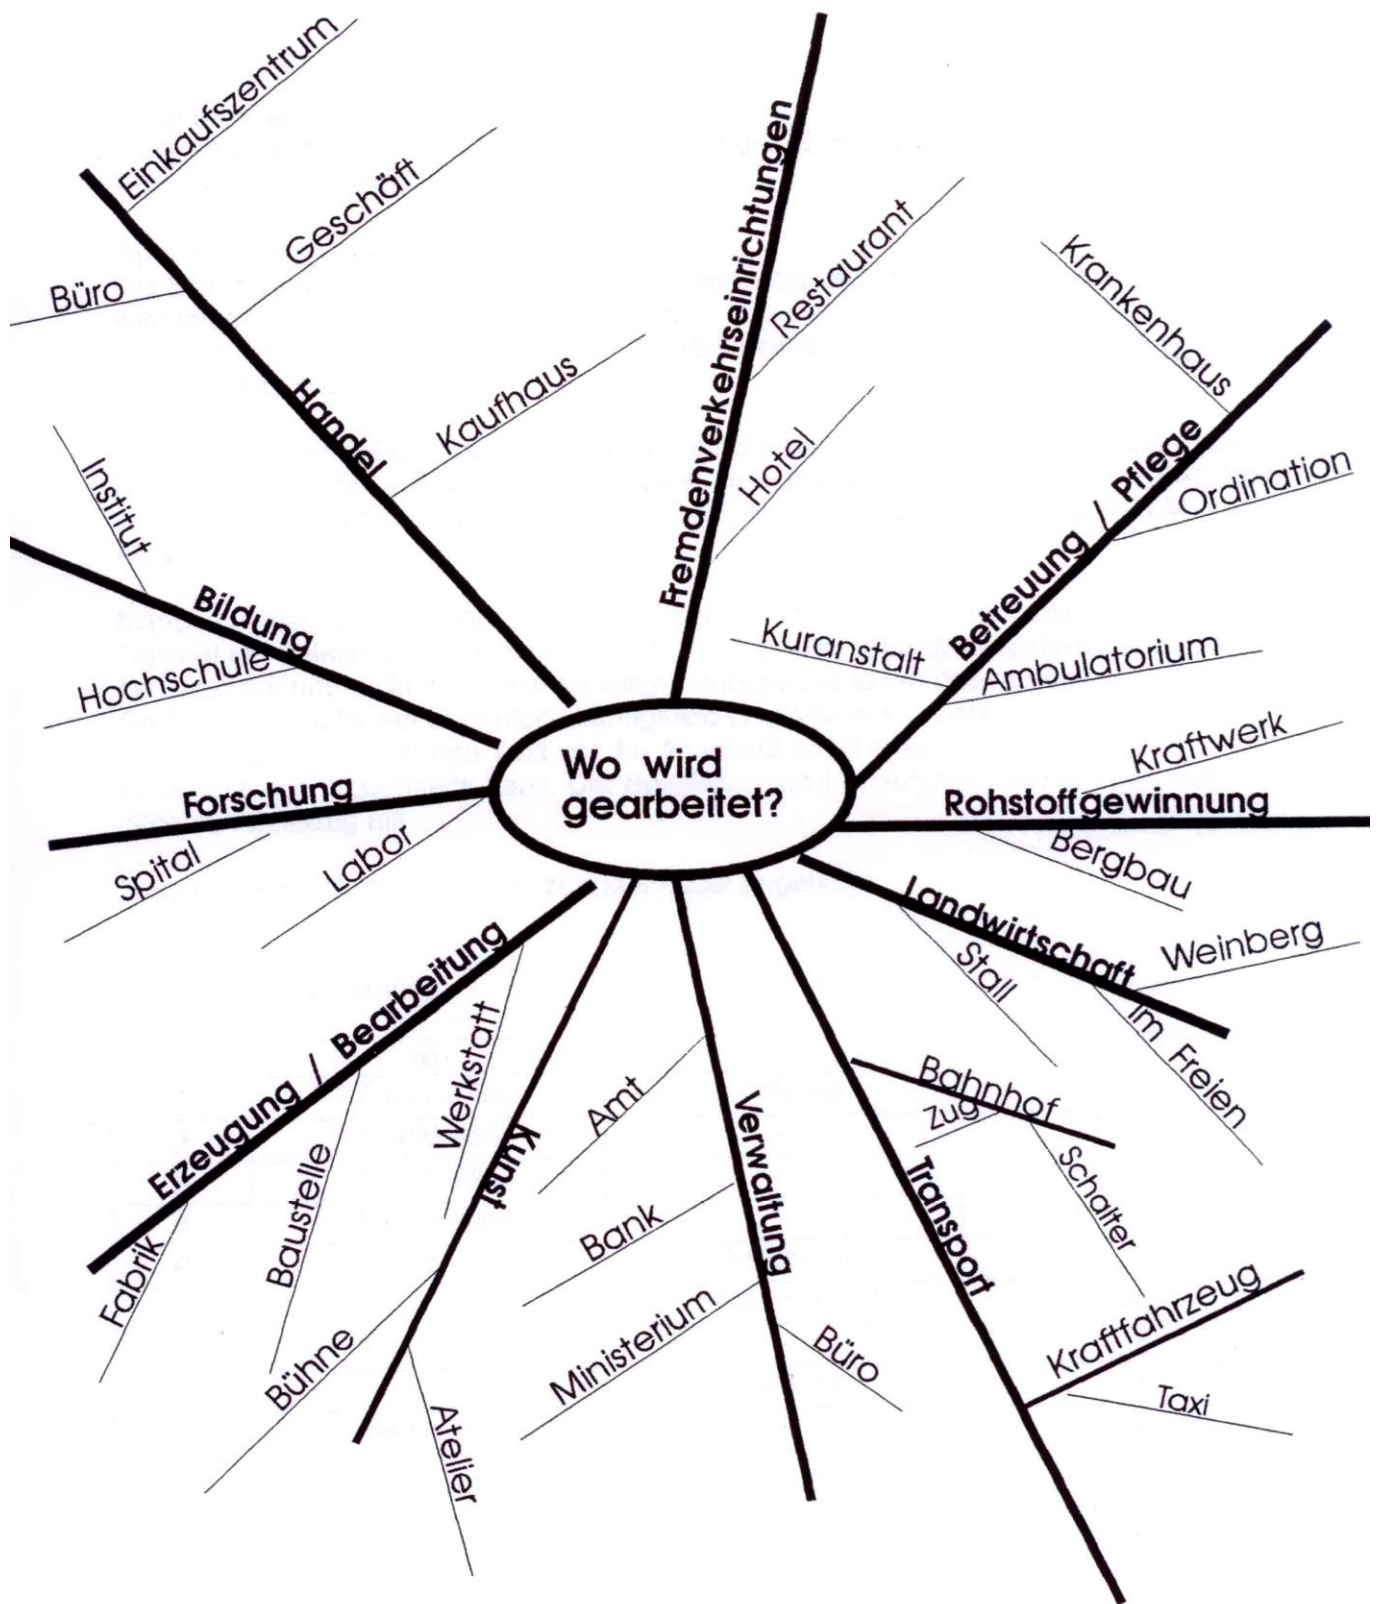 Wo wird
gearbeitet?
Handel
Einkaufszentrum
Geschäft
Büro
Kaufhaus
Fremdenverkehrseinrichtungen
Restaurant
Hotel
Betreuung / Pflege
Krankenhaus
Ordination
Kuranstalt
Ambulatorium
Rohstoffgewinnung
Kraftwerk
Bergbau
Landwirtschaft
Stall
Weinberg
Im Freien
Transport
Bahnhof
Zug
Schalter
Kraftfahrzeug
Taxi
Verwaltung
Amt
Bank
Ministerium
Büro
Kunst
Bühne
Atelier
Erzeugung / Bearbeitung
Werkstatt
Baustelle
Fabrik
Forschung
Spital
Labor
Bildung
Institut
Hochschule